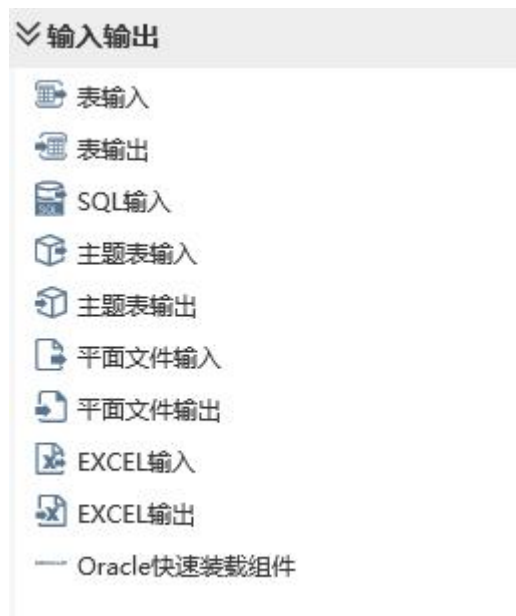 输入输出
表输入
表输出
SQL输入
主题表输入
主题表输出
平面文件输入
平面文件输出
EXCEL输入
EXCEL输出
Oracle快速装载组件